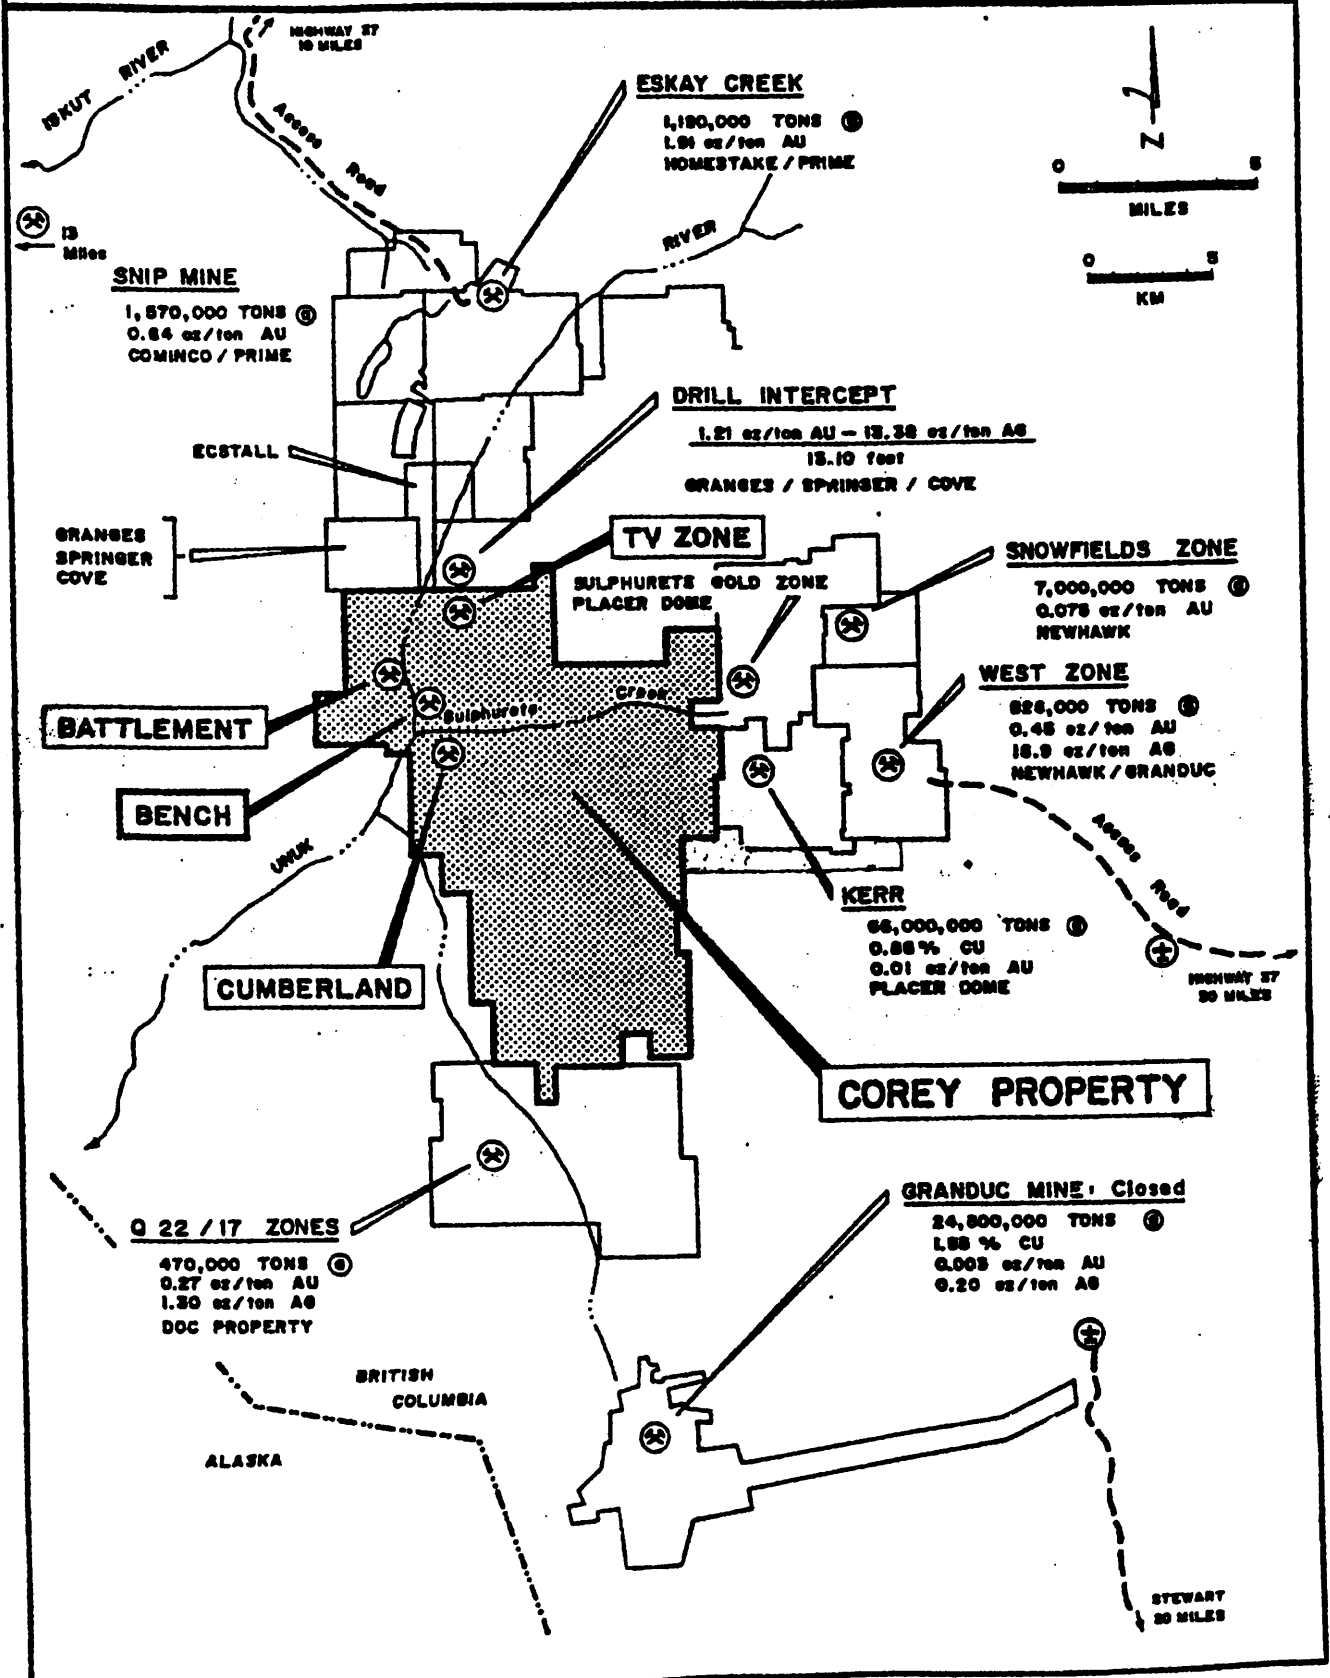 HIGHWAY 37
10 MILES
ISKUT RIVER
Access Road
ESKAY CREEK
1,190,000 TONS
1.91 oz/ton AU
HOMESTAKE / PRIME
N
0 5
MILES
0 5
KM
13
Miles
SNIP MINE
1,570,000 TONS
0.64 oz/ton AU
COMINCO / PRIME
RIVER
DRILL INTERCEPT
1.21 oz/ton AU – 13.38 oz/ton AG
13.10 feet
GRANGES / SPRINGER / COVE
ECSTALL
GRANGES
SPRINGER
COVE
TV ZONE
SULPHURETS GOLD ZONE
PLACER DOME
SNOWFIELDS ZONE
7,000,000 TONS
0.075 oz/ton AU
NEWHAWK
WEST ZONE
826,000 TONS
0.45 oz/ton AU
oz/ton AG
NEWHAWK / GRANDUC
BATTLEMENT
Sulphurets Creek
BENCH
UNUK
Access Road
KERR
66,000,000 TONS
0.86 % CU
0.01 oz/ton AU
PLACER DOME
HIGHWAY 37
30 MILES
CUMBERLAND
COREY PROPERTY
GRANDUC MINE: Closed
24,800,000 TONS
% CU
0.003 oz/ton AU
0.20 oz/ton AG
Q 22 / 17 ZONES
470,000 TONS
0.27 oz/ton AU
1.30 oz/ton AG
DOC PROPERTY
BRITISH
COLUMBIA
ALASKA
STEWART
30 MILES